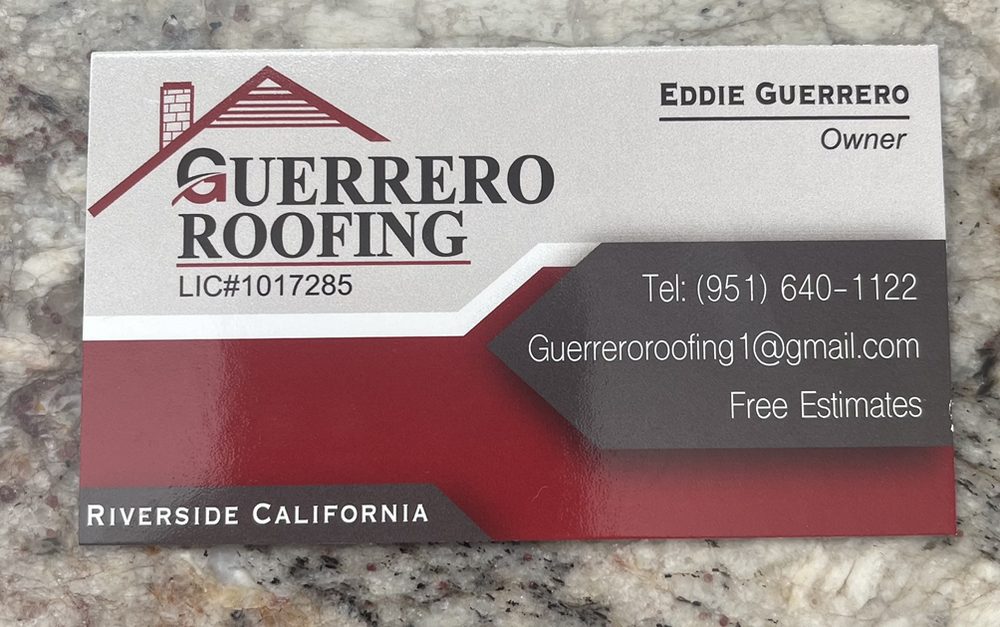 GUERRERO
ROOFING
LIC#1017285
EDDIE GUERRERO
Owner
Tel: (951) 640-1122
Guerreroroofing1@gmail.com
Free Estimates
RIVERSIDE CALIFORNIA